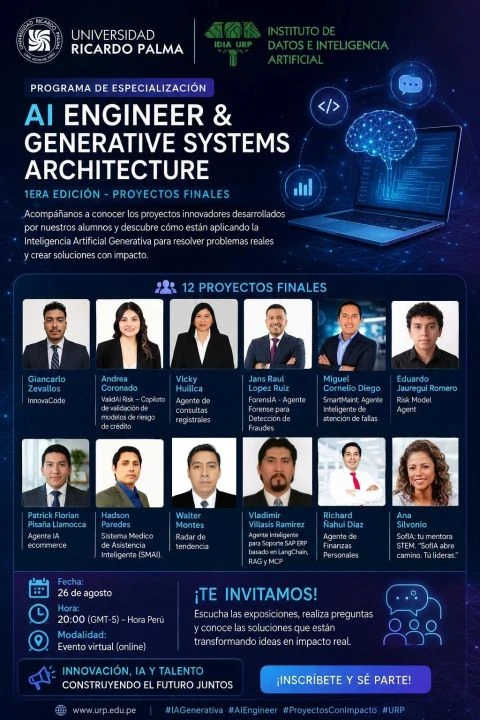 UNIVERSIDAD
RICARDO PALMA
IDIA URP
INSTITUTO DE
DATOS E INTELIGENCIA
ARTIFICIAL
PROGRAMA DE ESPECIALIZACIÓN
AI ENGINEER &
GENERATIVE SYSTEMS
ARCHITECTURE
1ERA EDICIÓN - PROYECTOS FINALES
Acompáñanos a conocer los proyectos innovadores desarrollados
por nuestros alumnos y descubre cómo están aplicando la
Inteligencia Artificial Generativa para resolver problemas reales
y crear soluciones con impacto.
</>
12 PROYECTOS FINALES
Giancarlo
Zevallos
InnovaCode
Andrea
Coronado
ValidAI Risk – Copiloto
de validación de
modelos de riesgo
de crédito
Vicky
Huillca
Agente de
consultas
registrales
Jans Raul
Lopez Ruiz
ForensIA - Agente
Forense para
Detección de
Fraudes
Miguel
Cornelio Diego
SmartMaint: Agente
Inteligente de
atención de fallas
Eduardo
Jauregui Romero
Risk Model
Agent
Patrick Florian
Pisaña Llamocca
Agente IA
ecommerce
Hadson
Paredes
Sistema Medico
de Asistencia
Inteligente (SMAI).
Walter
Montes
Radar de
tendencia
Vladimir
Villasis Ramirez
Agente Inteligente
para Soporte SAP ERP
basado en LangChain,
RAG y MCP
Richard
Ñahui Diaz
Agente de
Finanzas
Personales
Ana
Silvonio
SofIA: tu mentora
STEM. "SofIA abre
camino. Tú lideras."
Fecha:
26 de agosto
Hora:
20:00 (GMT-5) – Hora Perú
Modalidad:
Evento virtual (online)
¡TE INVITAMOS!
Escucha las exposiciones, realiza preguntas
y conoce las soluciones que están
transformando ideas en impacto real.
INNOVACIÓN, IA Y TALENTO
CONSTRUYENDO EL FUTURO JUNTOS
¡INSCRÍBETE Y SÉ PARTE!
www.urp.edu.pe
#IAGenerativa #AIEngineer #ProyectosConImpacto #URP